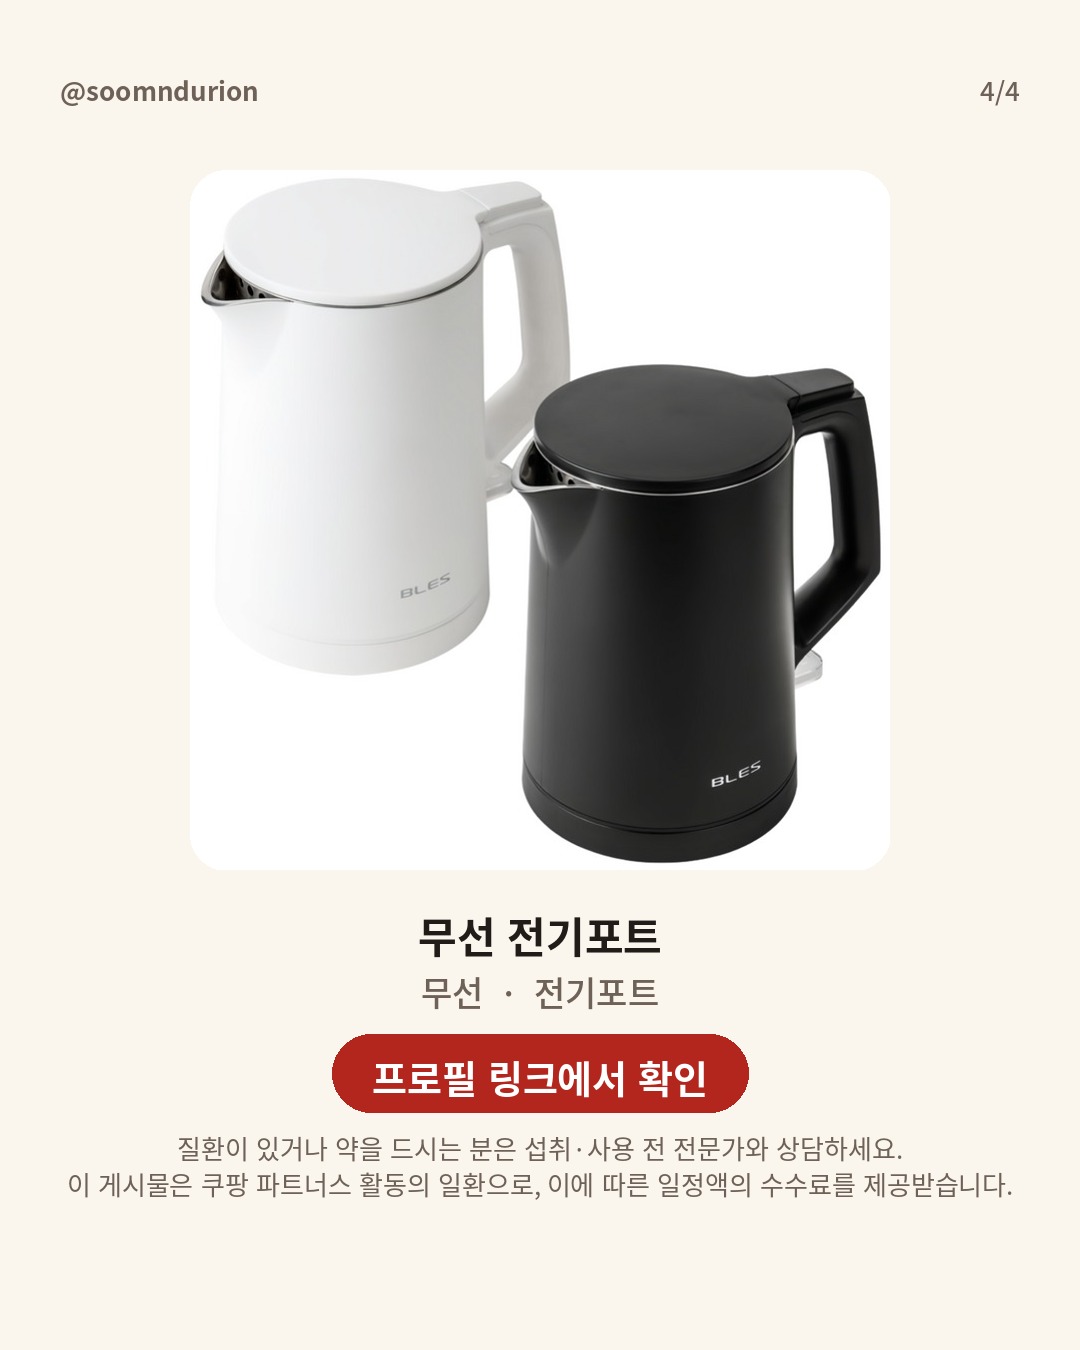 @soomndurion
4/4
BLES
BLES
무선 전기포트
무선 · 전기포트
프로필 링크에서 확인
질환이 있거나 약을 드시는 분은 섭취·사용 전 전문가와 상담하세요.
이 게시물은 쿠팡 파트너스 활동의 일환으로, 이에 따른 일정액의 수수료를 제공받습니다.